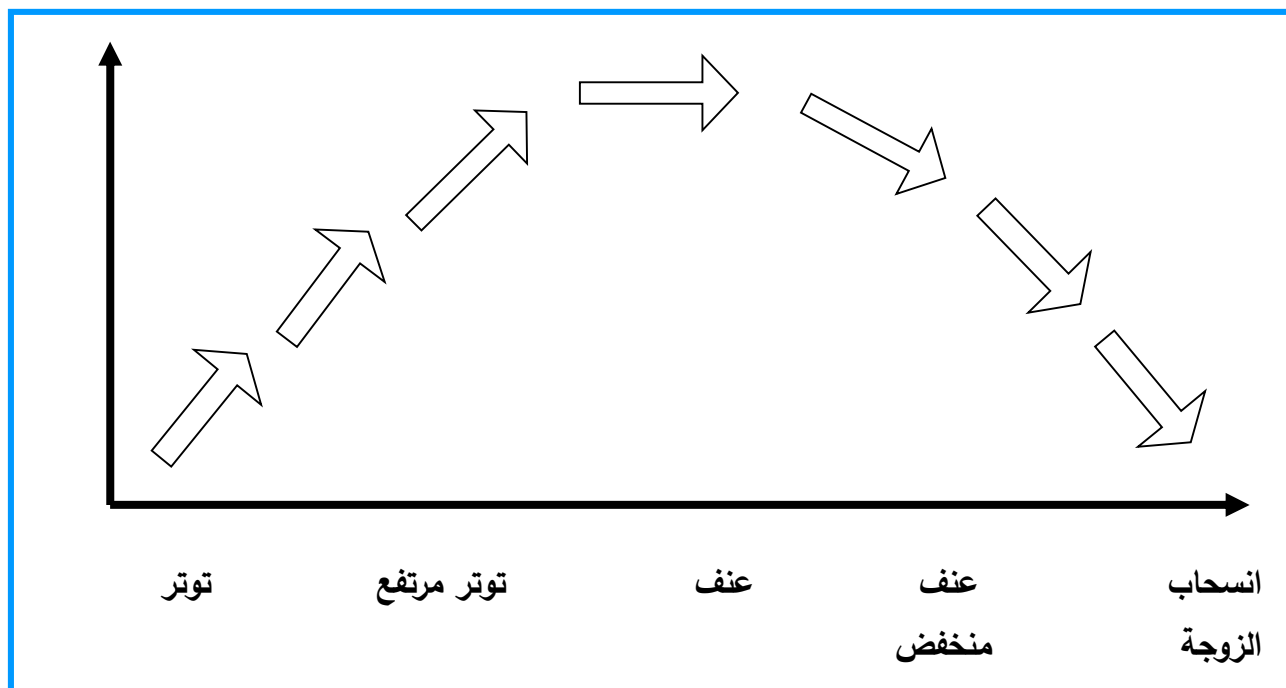 توتر
توتر مرتفع
عنف
عنف
منخفض
انسحاب
الزوجة